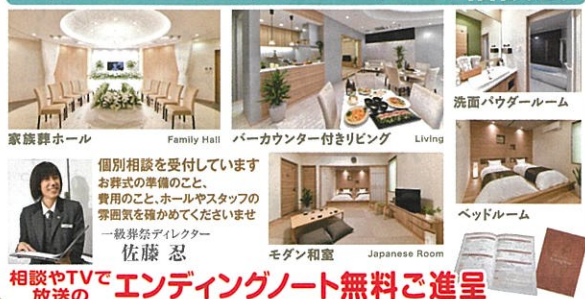 家族葬ホール Family Hall
バーカウンター付きリビング Living
洗面パウダールーム
個別相談を受付しています
お葬式の準備のこと、
費用のこと、ホールやスタッフの
雰囲気を確かめてくださいませ
一級葬祭ディレクター
佐藤 忍
モダン和室 Japanese Room
ベッドルーム
相談やTVで
放送の
エンディングノート無料ご進呈